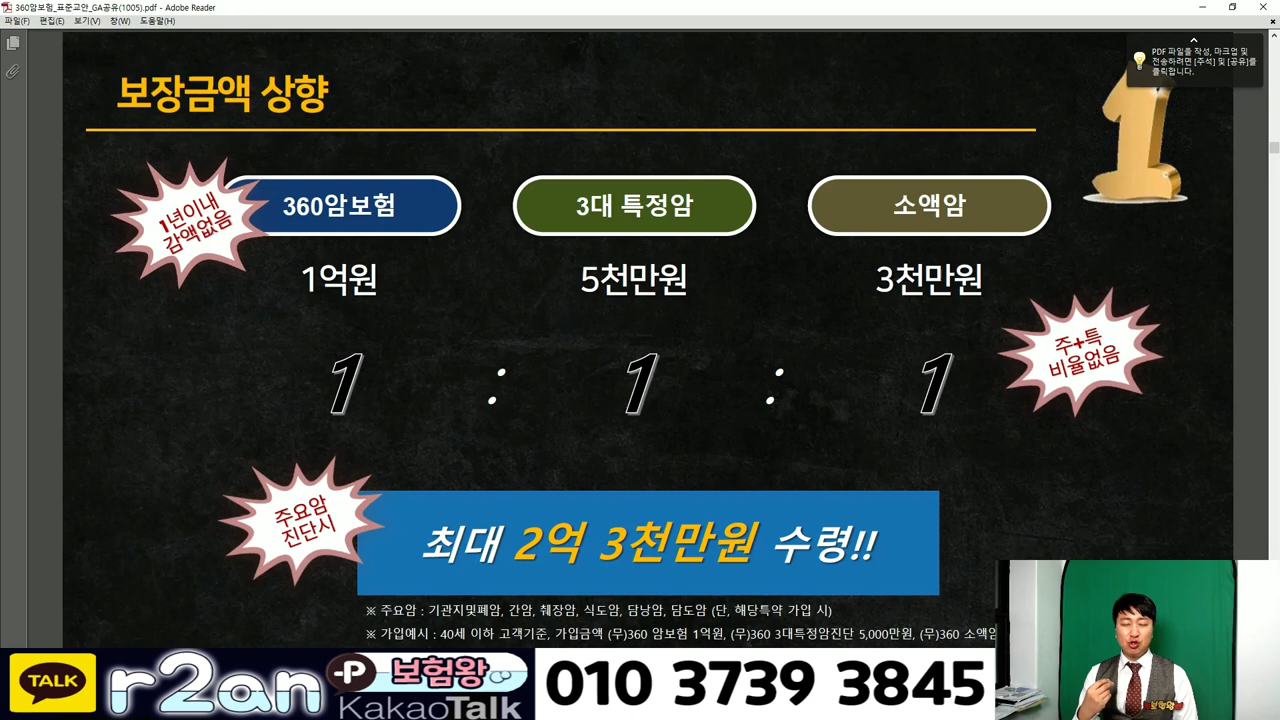 360암보험_표준교안_GA공유(1005).pdf - Adobe Reader
파일(F) 편집(E) 보기(V) 창(W) 도움말(H)
PDF 파일을 작성, 마크업 및
전송하려면 [주석] 및 [공유]를
클릭합니다.
보장금액 상향
1
1년이내
감액없음
360암보험 3대 특정암 소액암
1억원 5천만원 3천만원
주+특
비율없음
1 : 1 : 1
주요암
진단시
최대 2억 3천만원 수령!!
※ 주요암 : 기관지및폐암, 간암, 췌장암, 식도암, 담낭암, 담도암 (단, 해당특약 가입 시)
※ 가입예시 : 40세 이하 고객기준, 가입금액 (무)360 암보험 1억원, (무)360 3대특정암진단 5,000만원, (무)360 소액암
TALK r2an P 보험왕 010 3739 3845
KakaoTalk